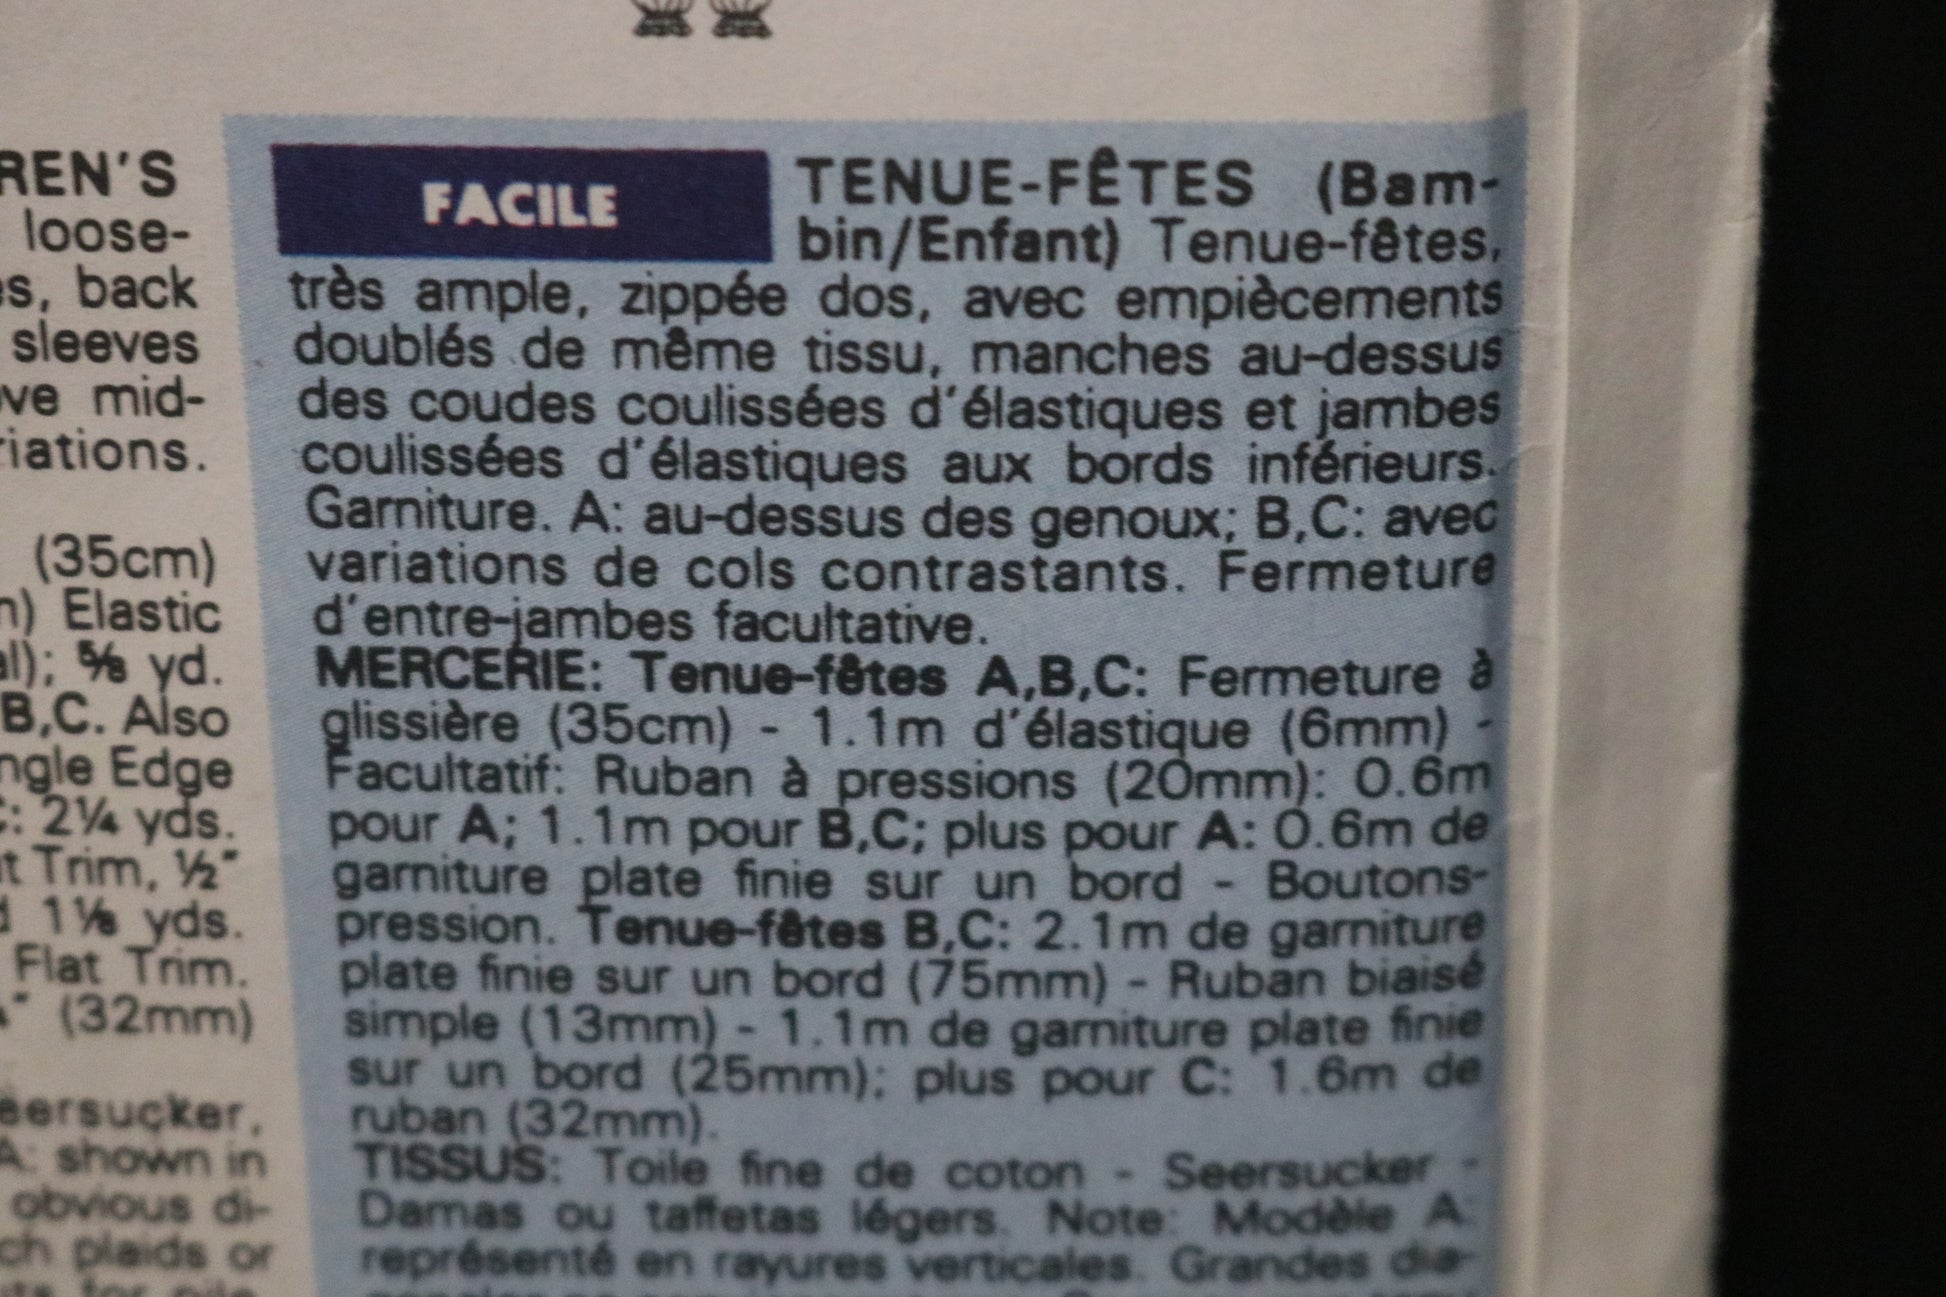 REN'S
loose-
s, back
sleeves
ve mid-
riations.
(35cm)
Elastic
5/8 yd.
B,C. Also
ngle Edge
2¼ yds.
t Trim, ½"
1⅛ yds.
Flat Trim.
(32mm)
eersucker,
A: shown in
obvious di-
ch plaids or
FACILE
TENUE-FÊTES (Bam-
bin/Enfant) Tenue-fêtes,
très ample, zippée dos, avec empiècements
doublés de même tissu, manches au-dessus
des coudes coulissées d'élastiques et jambes
coulissées d'élastiques aux bords inférieurs.
Garniture. A: au-dessus des genoux; B,C: avec
variations de cols contrastants. Fermeture
d'entre-jambes facultative.
MERCERIE: Tenue-fêtes A,B,C: Fermeture à
glissière (35cm) - 1.1m d'élastique (6mm) -
Facultatif: Ruban à pressions (20mm): 0.6m
pour A; 1.1m pour B,C; plus pour A: 0.6m de
garniture plate finie sur un bord - Boutons-
pression. Tenue-fêtes B,C: 2.1m de garniture
plate finie sur un bord (75mm) - Ruban biaisé
simple (13mm) - 1.1m de garniture plate finie
sur un bord (25mm); plus pour C: 1.6m de
ruban (32mm).
TISSUS: Toile fine de coton - Seersucker -
Damas ou taffetas légers. Note: Modèle A:
représenté en rayures verticales. Grandes dia-